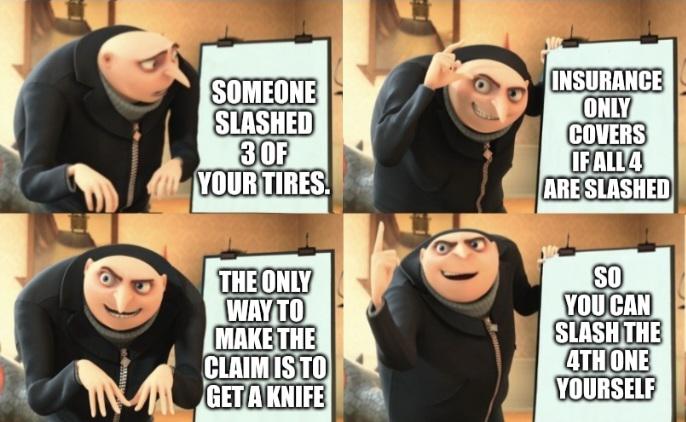 SOMEONE
SLASHED
3 OF
YOUR TIRES.
INSURANCE
ONLY
COVERS
IF ALL 4
ARE SLASHED
THE ONLY
WAY TO
MAKE THE
CLAIM IS TO
GET A KNIFE
SO
YOU CAN
SLASH THE
4TH ONE
YOURSELF